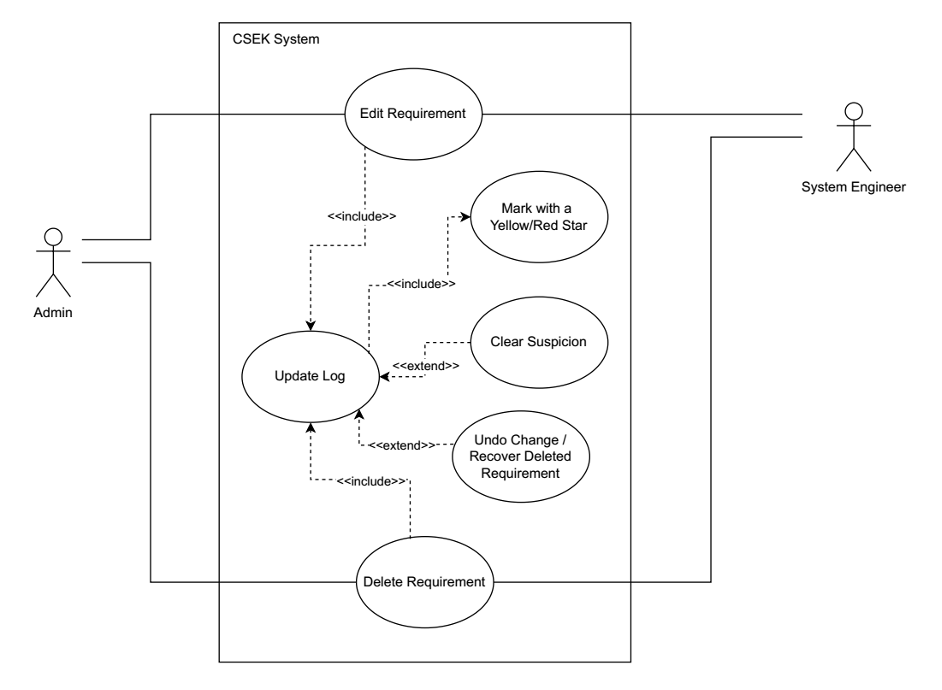 CSEK System
Edit Requirement
System Engineer
Mark with a
Yellow/Red Star
<<include>>
<<include>>
Admin
Clear Suspicion
<<extend>>
Update Log
Undo Change /
Recover Deleted
Requirement
<<extend>>
<<include>>
Delete Requirement